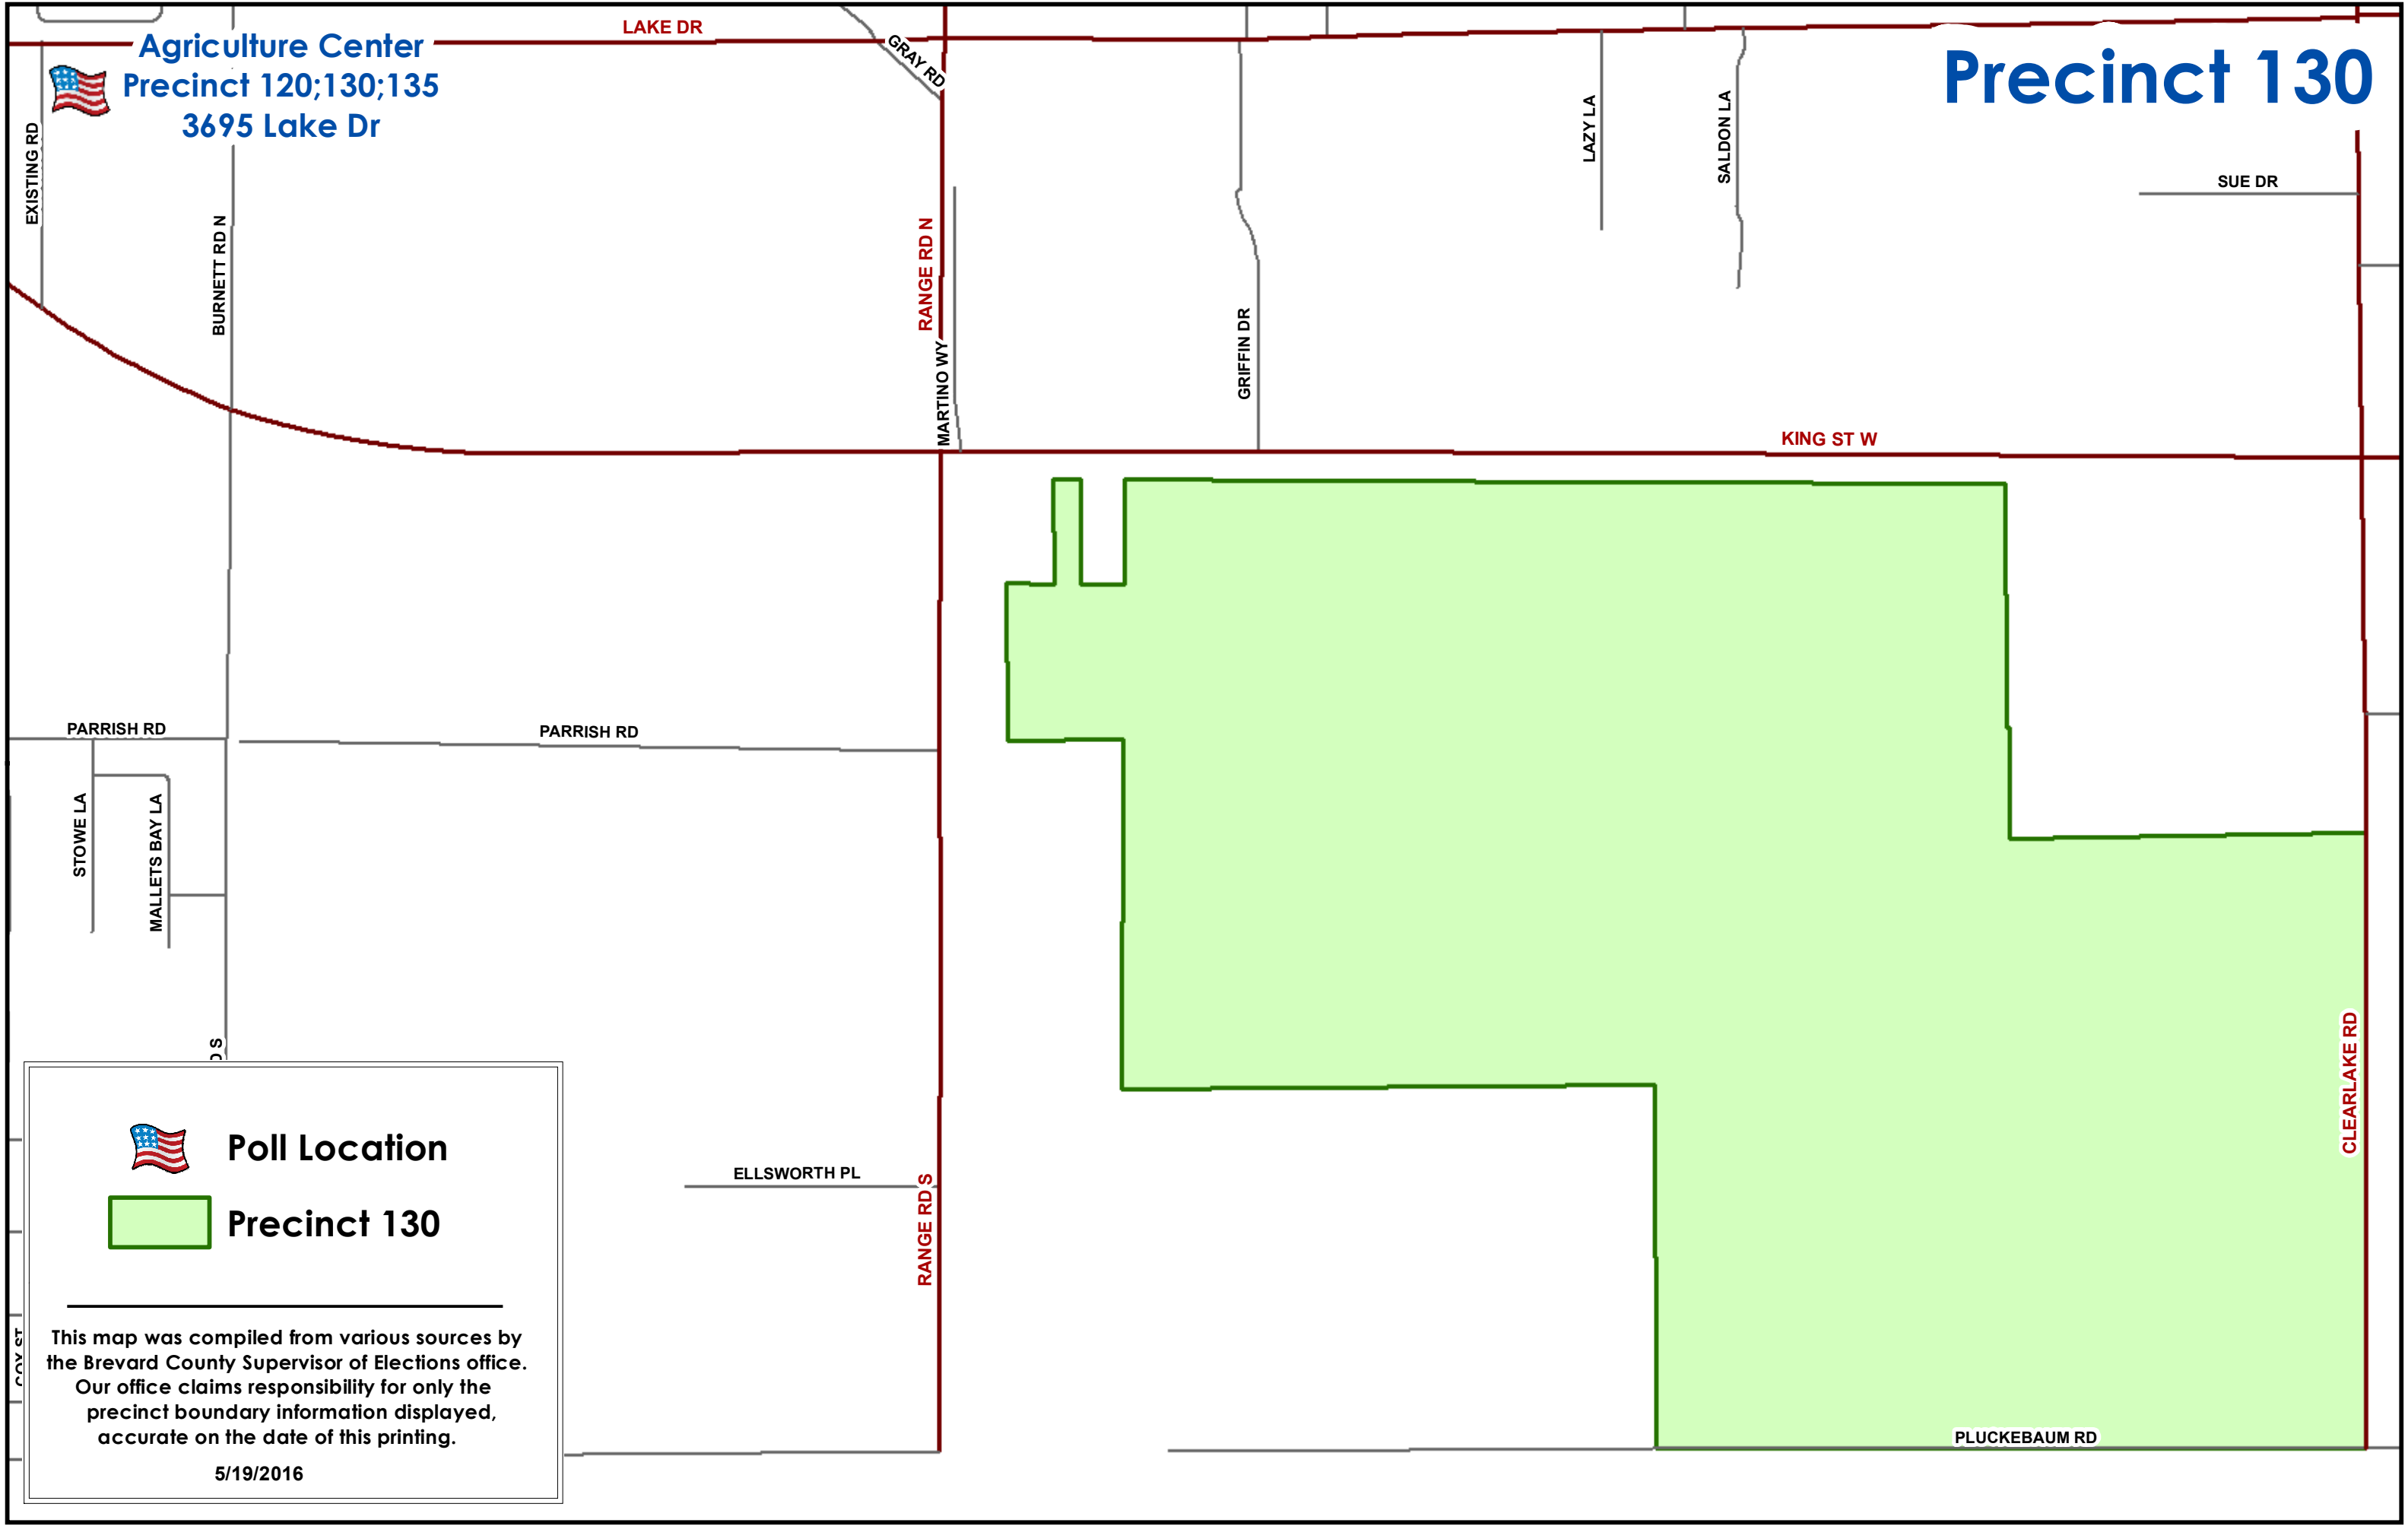 LAKE DR
Agriculture Center
Precinct 120;130;135
3695 Lake Dr
Precinct 130
GRAY RD
EXISTING RD
BURNETT RD N
RANGE RD N
MARTINO WY
GRIFFIN DR
LAZY LA
SALDON LA
SUE DR
KING ST W
PARRISH RD
PARRISH RD
STOWE LA
MALLETS BAY LA
D S
ELLSWORTH PL
RANGE RD S
CLEARLAKE RD
PLUCKEBAUM RD
COX ST
Poll Location
Precinct 130
This map was compiled from various sources by
the Brevard County Supervisor of Elections office.
Our office claims responsibility for only the
precinct boundary information displayed,
accurate on the date of this printing.
5/19/2016